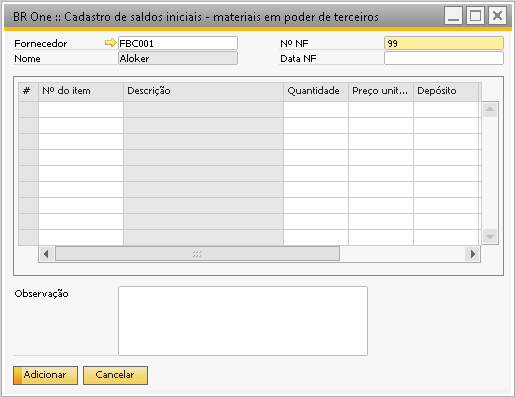 BR One :: Cadastro de saldos iniciais - materiais em poder de terceiros
Fornecedor FBC001 Nº NF 99
Nome Aloker Data NF
# Nº do item Descrição Quantidade Preço unit... Depósito
Observação
Adicionar Cancelar